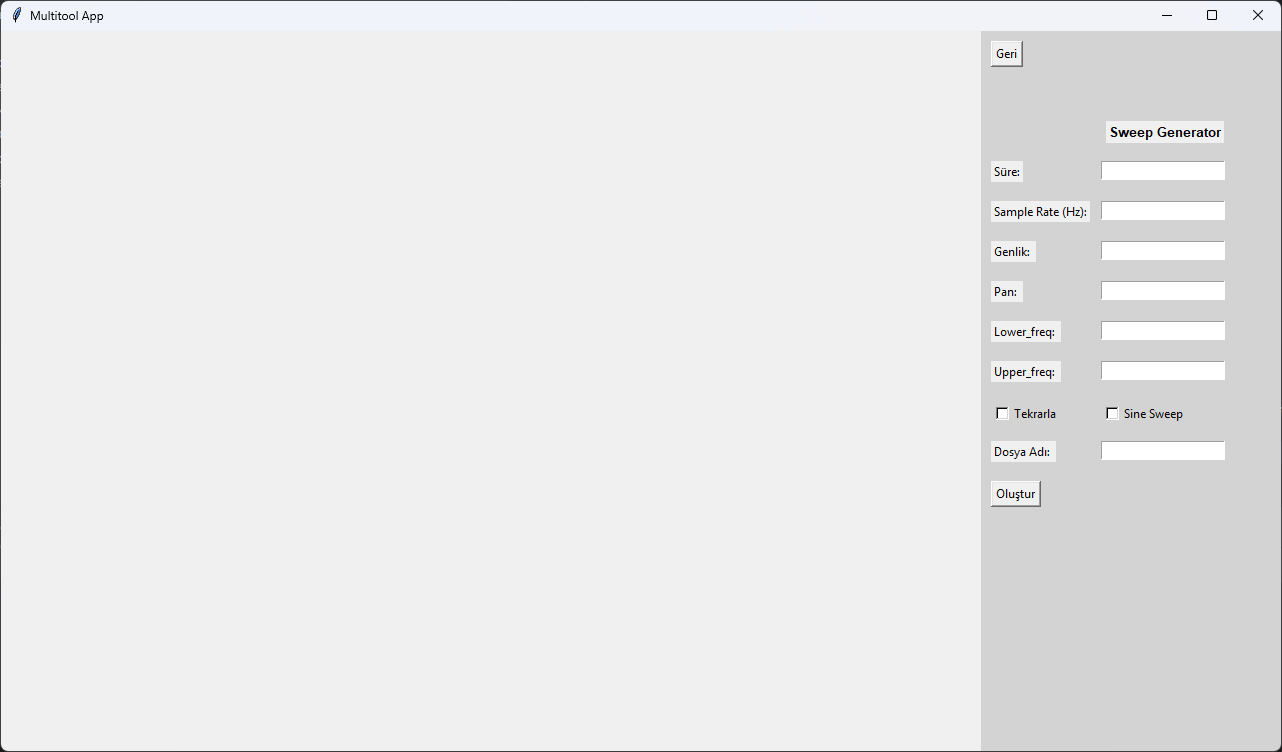 Multitool App
Geri
Sweep Generator
Süre:
Sample Rate (Hz):
Genlik:
Pan:
Lower_freq:
Upper_freq:
Tekrarla Sine Sweep
Dosya Adı:
Oluştur